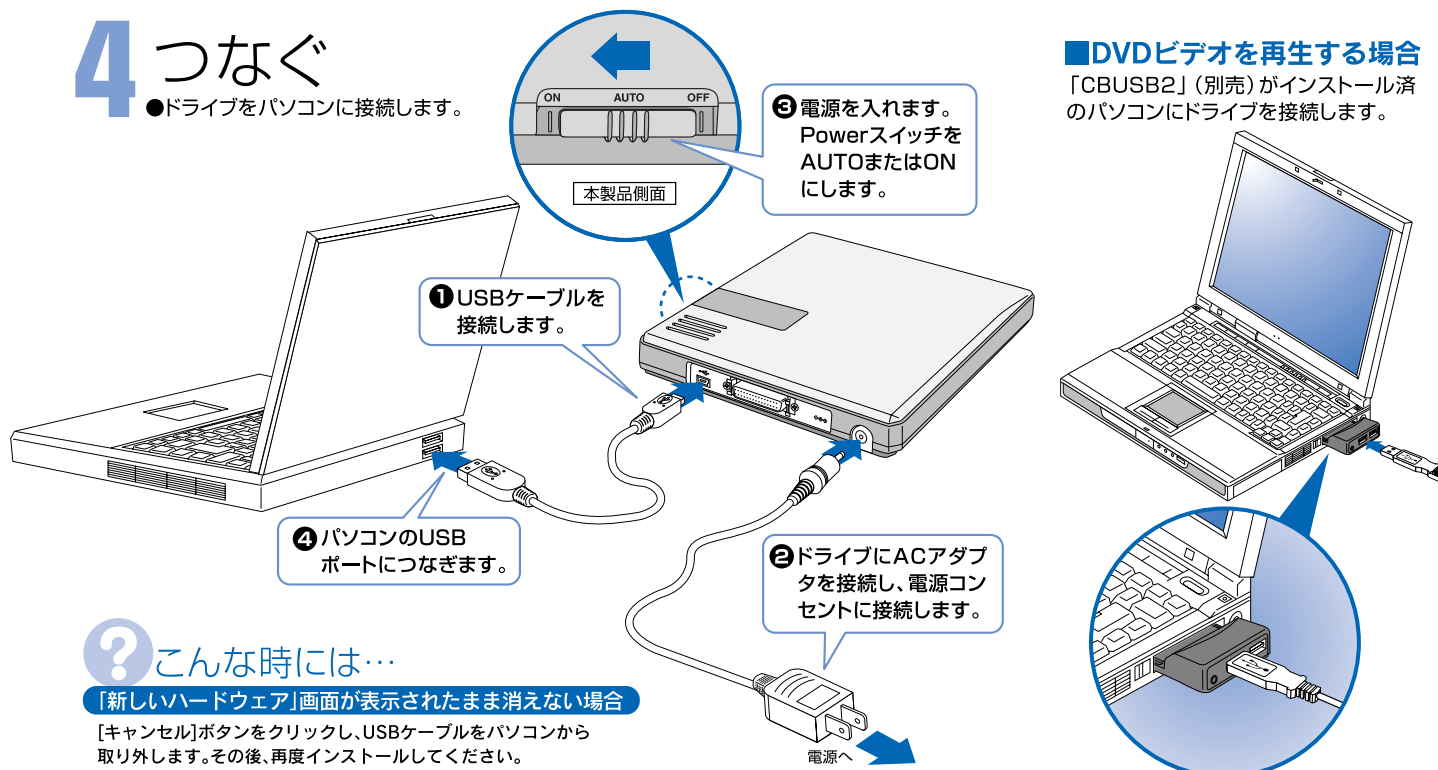 4 つなぐ
●ドライブをパソコンに接続します。
ON AUTO OFF
本製品側面
❸電源を入れます。
Powerスイッチを
AUTOまたはON
にします。
❶USBケーブルを
接続します。
❹パソコンのUSB
ポートにつなぎます。
❷ドライブにACアダプ
タを接続し、電源コン
セントに接続します。
電源へ
?こんな時には…
「新しいハードウェア」画面が表示されたまま消えない場合
[キャンセル]ボタンをクリックし、USBケーブルをパソコンから
取り外します。その後、再度インストールしてください。
■DVDビデオを再生する場合
「CBUSB2」(別売)がインストール済
のパソコンにドライブを接続します。